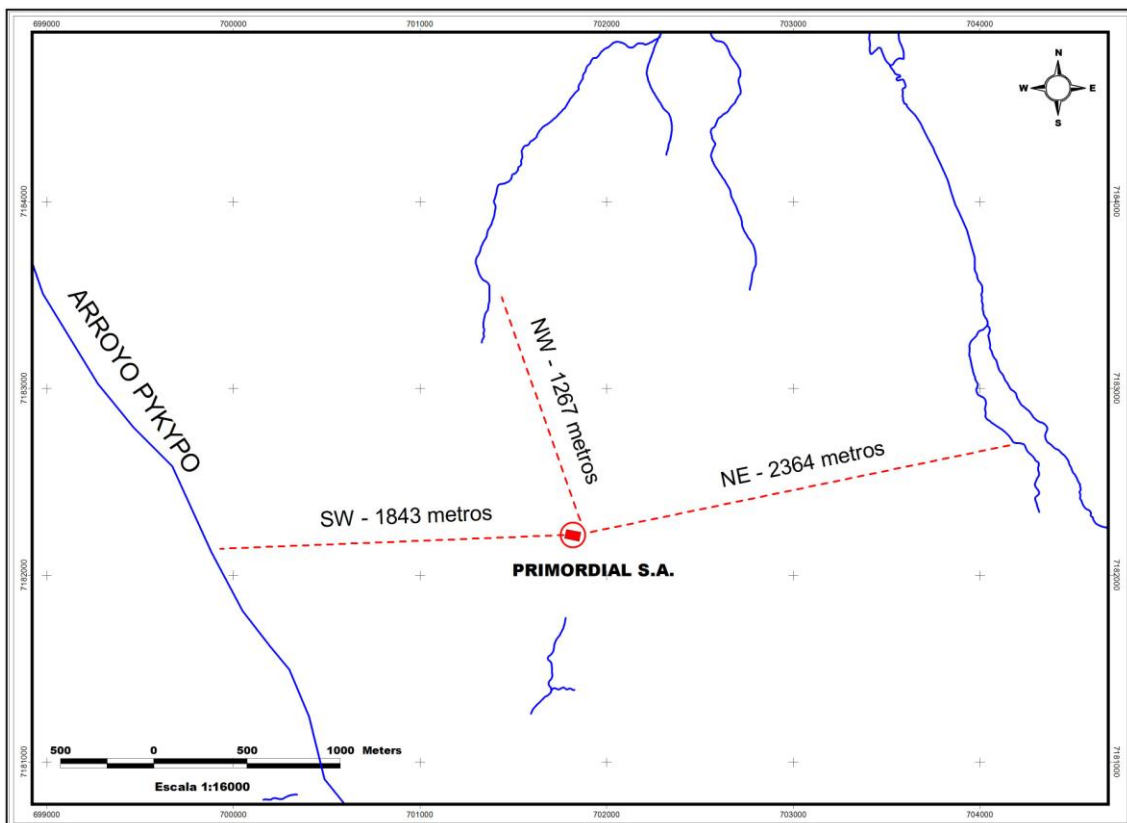 699000 700000 701000 702000 703000 704000
N
W E
S
7184000 7184000
ARROYO PYKYPO
NW - 1267 metros
7183000 7183000
NE - 2364 metros
SW - 1843 metros
PRIMORDIAL S.A.
7182000 7182000
500 0 500 1000 Meters
7181000 7181000
Escala 1:16000
699000 700000 701000 702000 703000 704000